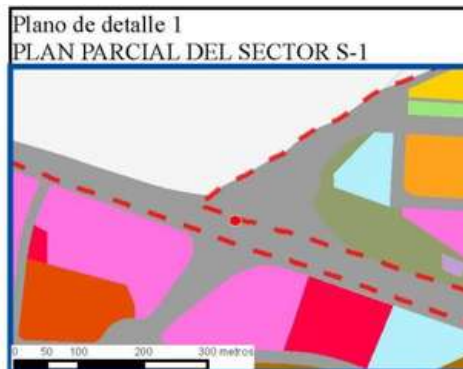 Plano de detalle 1
PLAN PARCIAL DEL SECTOR S-1
0 50 100 200 300 metros